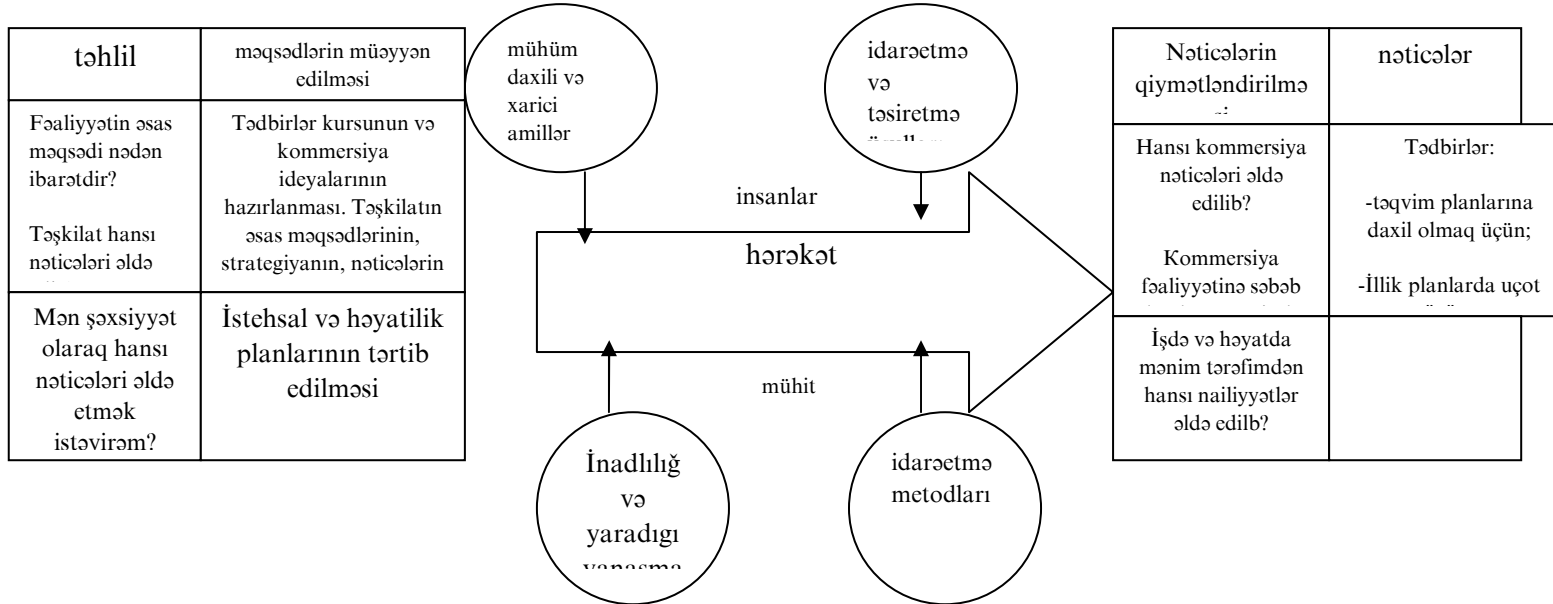 təhlil
məqsədlərin müəyyən
edilməsi
Fəaliyyətin əsas
məqsədi nədən
ibarətdir?
Təşkilat hansı
nəticələri əldə
Tədbirlər kursunun və
kommersiya
ideyalarının
hazırlanması. Təşkilatın
əsas məqsədlərinin,
strategiyanın, nəticələrin
Mən şəxsiyyət
olaraq hansı
nəticələri əldə
etmək
istəyirəm?
İstehsal və həyatilik
planlarının tərtib
edilməsi
mühüm
daxili və
xarici
amillər
idarəetmə
və
təsiretmə
insanlar
hərəkət
mühit
İnadlılığ
və
yaradıgı
yanaşma
idarəetmə
metodları
Nəticələrin
qiymətləndirilmə
nəticələr
Hansı kommersiya
nəticələri əldə
edilib?
Kommersiya
fəaliyyətinə səbəb
Tədbirlər:
-təqvim planlarına
daxil olmaq üçün;
-İllik planlarda uçot
İşdə və həyatda
mənim tərəfimdən
hansı nailiyyətlər
əldə edilb?